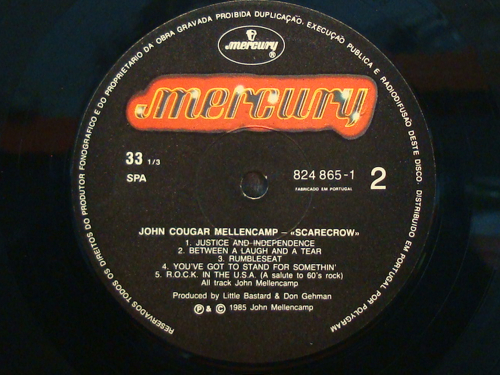 RESERVADOS TODOS OS DIREITOS DO PRODUTOR FONOGRAFICO E DO PROPRIETARIO DA OBRA GRAVADA PROIBIDA DUPLICAÇÃO, EXECUÇÃO PUBLICA E RADIODIFUSÃO DESTE DISCO. DISTRIBUIDO EM PORTUGAL POR POLYGRAM
mercury
®
mercury
33 1/3
SPA
824 865-1
FABRICADO EM PORTUGAL
2
JOHN COUGAR MELLENCAMP – «SCARECROW»
1. JUSTICE AND INDEPENDENCE
2. BETWEEN A LAUGH AND A TEAR
3. RUMBLESEAT
4. YOU'VE GOT TO STAND FOR SOMETHIN'
5. R.O.C.K. IN THE U.S.A. (A salute to 60's rock)
All track John Mellencamp
Produced by Little Bastard & Don Gehman
℗ & © 1985 John Mellencamp